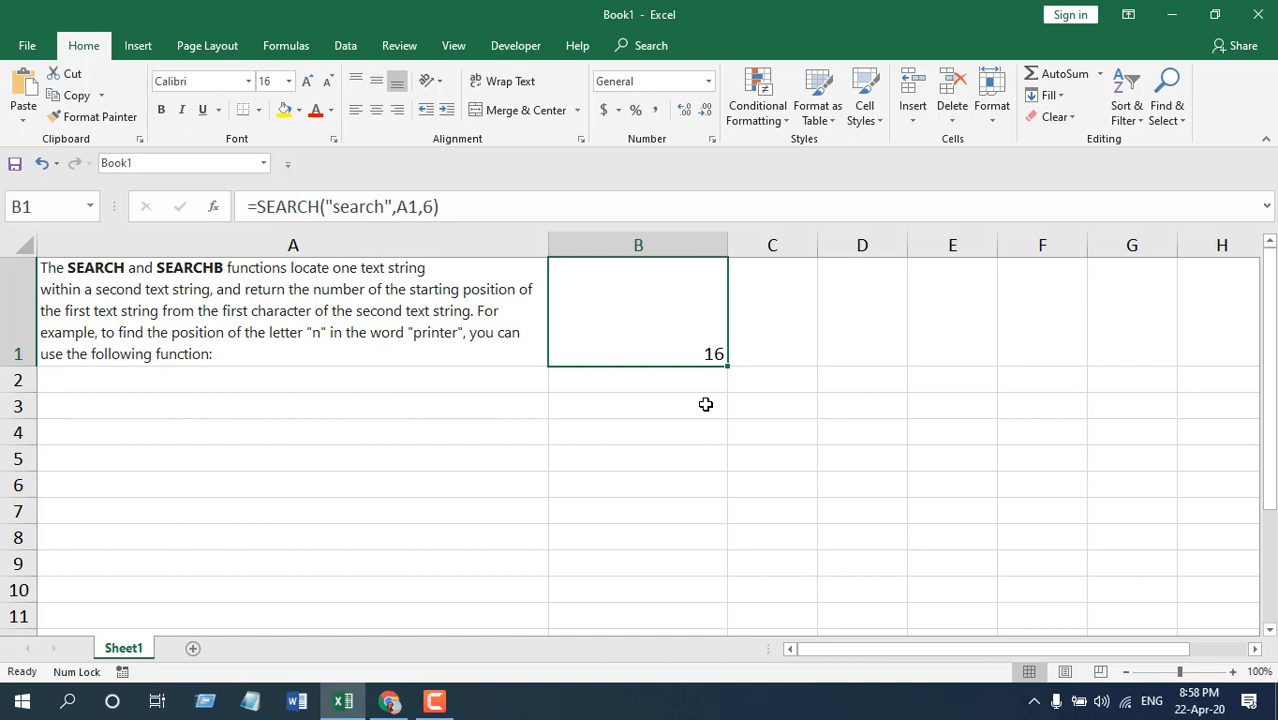 Book1 - Excel
Sign in
File Home Insert Page Layout Formulas Data Review View Developer Help Search Share
Paste
Cut
Copy
Format Painter
Clipboard
Calibri 16
B I U
Font
Wrap Text
Merge & Center
Alignment
General
$ % ,
Number
Conditional Formatting
Format as Table
Cell Styles
Styles
Insert
Delete
Format
Cells
AutoSum
Fill
Clear
Sort & Filter
Find & Select
Editing
Book1
B1
fx
=SEARCH("search",A1,6)
A B C D E F G H
1
The SEARCH and SEARCHB functions locate one text string
within a second text string, and return the number of the starting position of
the first text string from the first character of the second text string. For
example, to find the position of the letter "n" in the word "printer", you can
use the following function:
16
2
3
4
5
6
7
8
9
10
11
Sheet1
Ready Num Lock 100%
ENG
8:58 PM
22-Apr-20